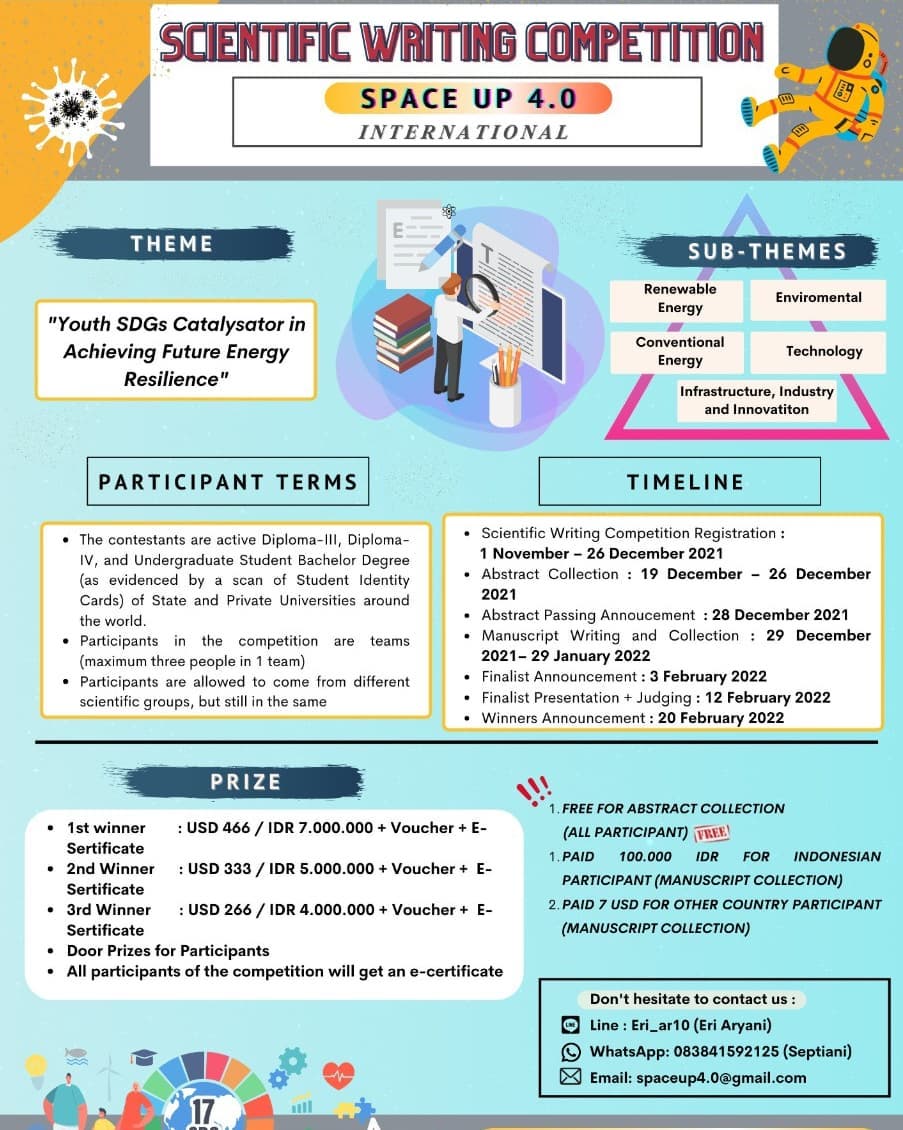 SCIENTIFIC WRITING COMPETITION
SPACE UP 4.0
INTERNATIONAL
THEME
"Youth SDGs Catalysator in
Achieving Future Energy
Resilience"
E
T
SUB-THEMES
Renewable
Energy
Enviromental
Conventional
Energy
Technology
Infrastructure, Industry
and Innovatiton
PARTICIPANT TERMS
• The contestants are active Diploma-III, Diploma-
IV, and Undergraduate Student Bachelor Degree
(as evidenced by a scan of Student Identity
Cards) of State and Private Universities around
the world.
• Participants in the competition are teams
(maximum three people in 1 team)
• Participants are allowed to come from different
scientific groups, but still in the same
TIMELINE
• Scientific Writing Competition Registration :
1 November – 26 December 2021
• Abstract Collection : 19 December – 26 December
2021
• Abstract Passing Annoucement : 28 December 2021
• Manuscript Writing and Collection : 29 December
2021– 29 January 2022
• Finalist Announcement : 3 February 2022
• Finalist Presentation + Judging : 12 February 2022
• Winners Announcement : 20 February 2022
PRIZE
• 1st winner : USD 466 / IDR 7.000.000 + Voucher + E-
Sertificate
• 2nd Winner : USD 333 / IDR 5.000.000 + Voucher + E-
Sertificate
• 3rd Winner : USD 266 / IDR 4.000.000 + Voucher + E-
Sertificate
• Door Prizes for Participants
• All participants of the competition will get an e-certificate
!!!
1. FREE FOR ABSTRACT COLLECTION
(ALL PARTICIPANT) FREE!
1. PAID 100.000 IDR FOR INDONESIAN
PARTICIPANT (MANUSCRIPT COLLECTION)
2. PAID 7 USD FOR OTHER COUNTRY PARTICIPANT
(MANUSCRIPT COLLECTION)
Don't hesitate to contact us :
LINE Line : Eri_ar10 (Eri Aryani)
WhatsApp: 083841592125 (Septiani)
Email: spaceup4.0@gmail.com
17